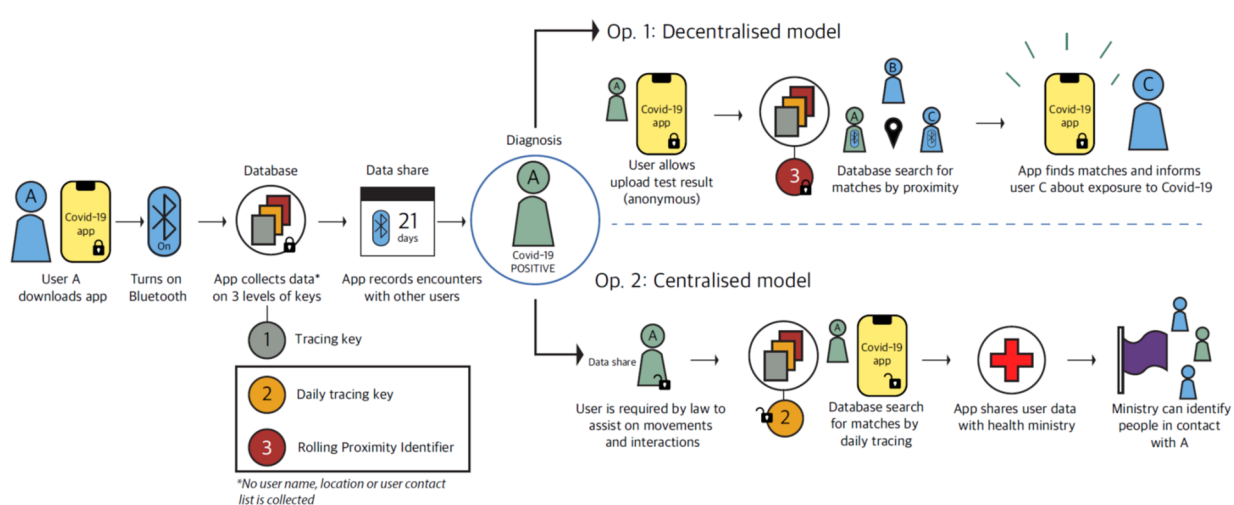 Op. 1: Decentralised model
A
Covid-19
app
User allows
upload test result
(anonymous)
3
B
A
C
Database search for
matches by proximity
Covid-19
app
C
App finds matches and informs
user C about exposure to Covid-19
A
Covid-19
app
User A
downloads app
On
Turns on
Bluetooth
Database
App collects data*
on 3 levels of keys
Data share
21
days
App records encounters
with other users
Diagnosis
A
Covid-19
POSITIVE
1
Tracing key
2
Daily tracing key
3
Rolling Proximity Identifier
*No user name, location or user contact
list is collected
Op. 2: Centralised model
Data share
A
User is required by law to
assist on movements
and interactions
2
A
Covid-19
app
Database search
for matches by
daily tracing
App shares user data
with health ministry
A
Ministry can identify
people in contact
with A